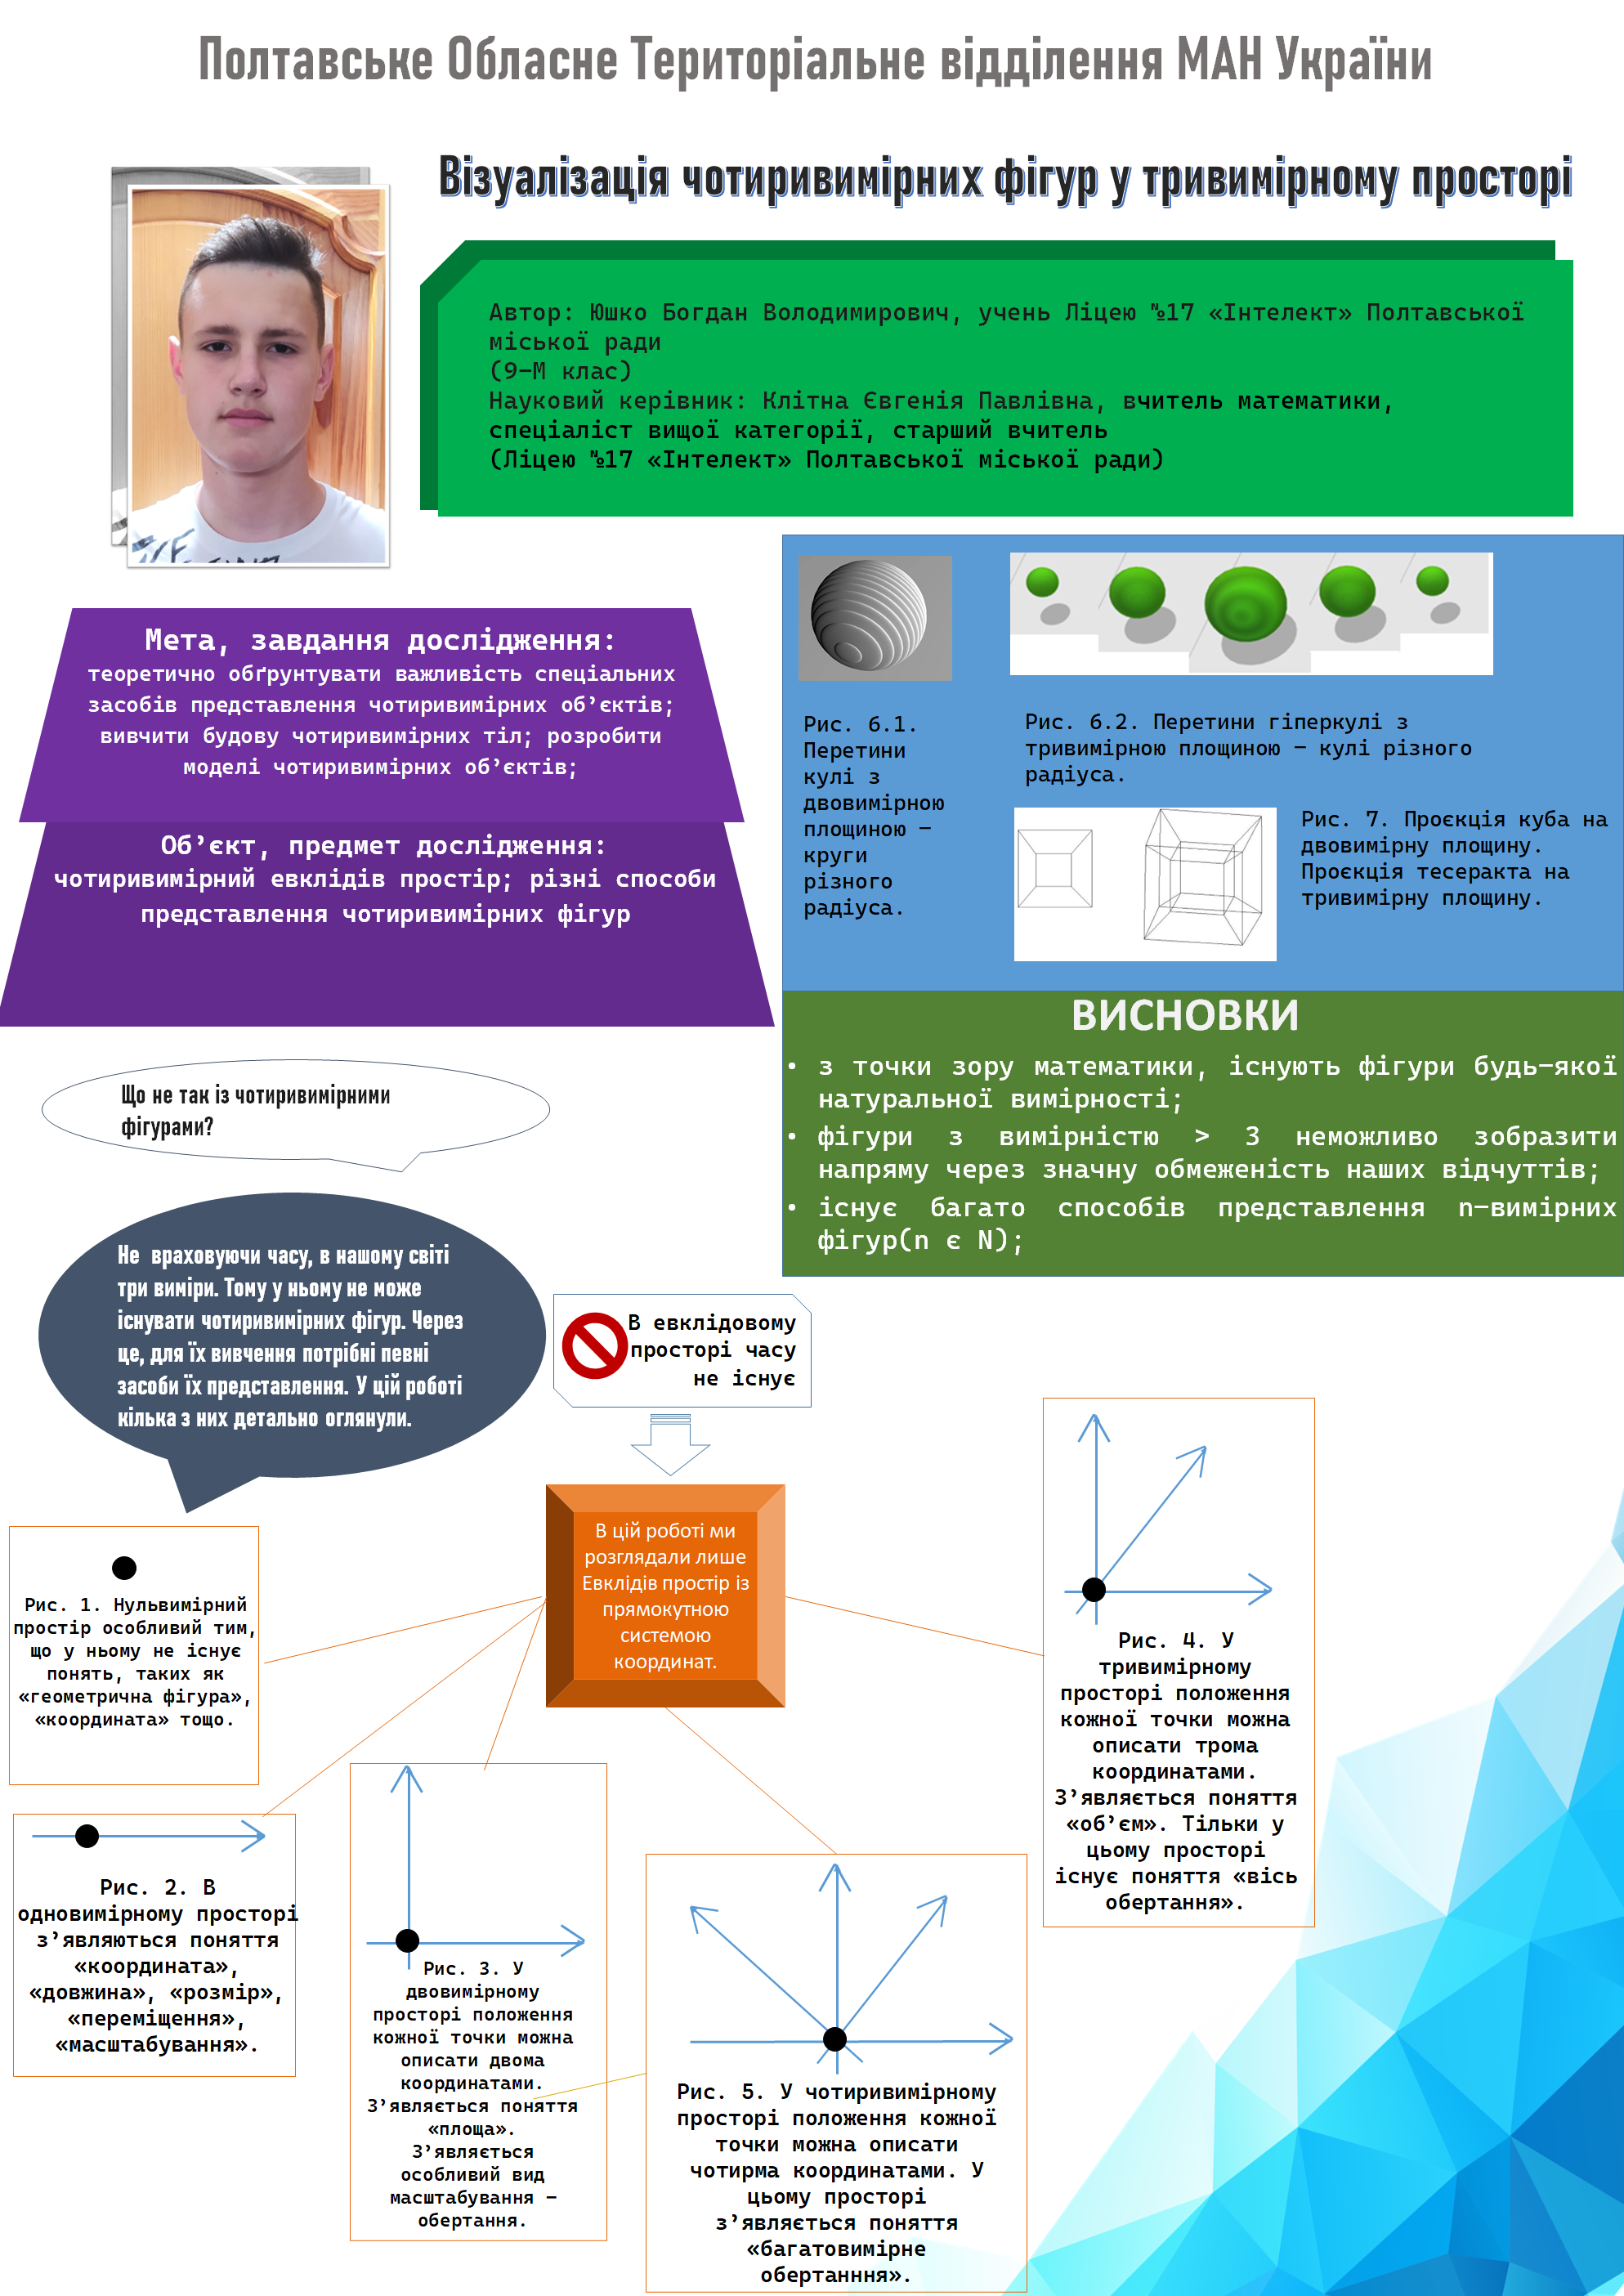 Полтавське Обласне Територіальне відділення МАН України
Візуалізація чотиривимірних фігур у тривимірному просторі
Автор: Юшко Богдан Володимирович, учень Ліцею №17 «Інтелект» Полтавської
міської ради
(9-М клас)
Науковий керівник: Клітна Євгенія Павлівна, вчитель математики,
спеціаліст вищої категорії, старший вчитель
(Ліцею №17 «Інтелект» Полтавської міської ради)
Мета, завдання дослідження:
теоретично обґрунтувати важливість спеціальних
засобів представлення чотиривимірних об’єктів;
вивчити будову чотиривимірних тіл; розробити
моделі чотиривимірних об’єктів;
Об’єкт, предмет дослідження:
чотиривимірний евклідів простір; різні способи
представлення чотиривимірних фігур
Рис. 6.1.
Перетини
кулі з
двовимірною
площиною –
круги
різного
радіуса.
Рис. 6.2. Перетини гіперкулі з
тривимірною площиною – кулі різного
радіуса.
Рис. 7. Проєкція куба на
двовимірну площину.
Проєкція тесеракта на
тривимірну площину.
ВИСНОВКИ
• з точки зору математики, існують фігури будь-якої
натуральної вимірності;
• фігури з вимірністю > 3 неможливо зобразити
напряму через значну обмеженість наших відчуттів;
• існує багато способів представлення n-вимірних
фігур(n є N);
Що не так із чотиривимірними
фігурами?
Не враховуючи часу, в нашому світі
три виміри. Тому у ньому не може
існувати чотиривимірних фігур. Через
це, для їх вивчення потрібні певні
засоби їх представлення. У цій роботі
кілька з них детально оглянули.
В евклідовому
просторі часу
не існує
В цій роботі ми
розглядали лише
Евклідів простір із
прямокутною
системою
координат.
Рис. 1. Нульвимірний
простір особливий тим,
що у ньому не існує
понять, таких як
«геометрична фігура»,
«координата» тощо.
Рис. 2. В
одновимірному просторі
з’являються поняття
«координата»,
«довжина», «розмір»,
«переміщення»,
«масштабування».
Рис. 3. У
двовимірному
просторі положення
кожної точки можна
описати двома
координатами.
З’являється поняття
«площа».
З’являється
особливий вид
масштабування –
обертання.
Рис. 5. У чотиривимірному
просторі положення кожної
точки можна описати
чотирма координатами. У
цьому просторі
з’являється поняття
«багатовимірне
обертанння».
Рис. 4. У
тривимірному
просторі положення
кожної точки можна
описати трома
координатами.
З’являється поняття
«об’єм». Тільки у
цьому просторі
існує поняття «вісь
обертання».